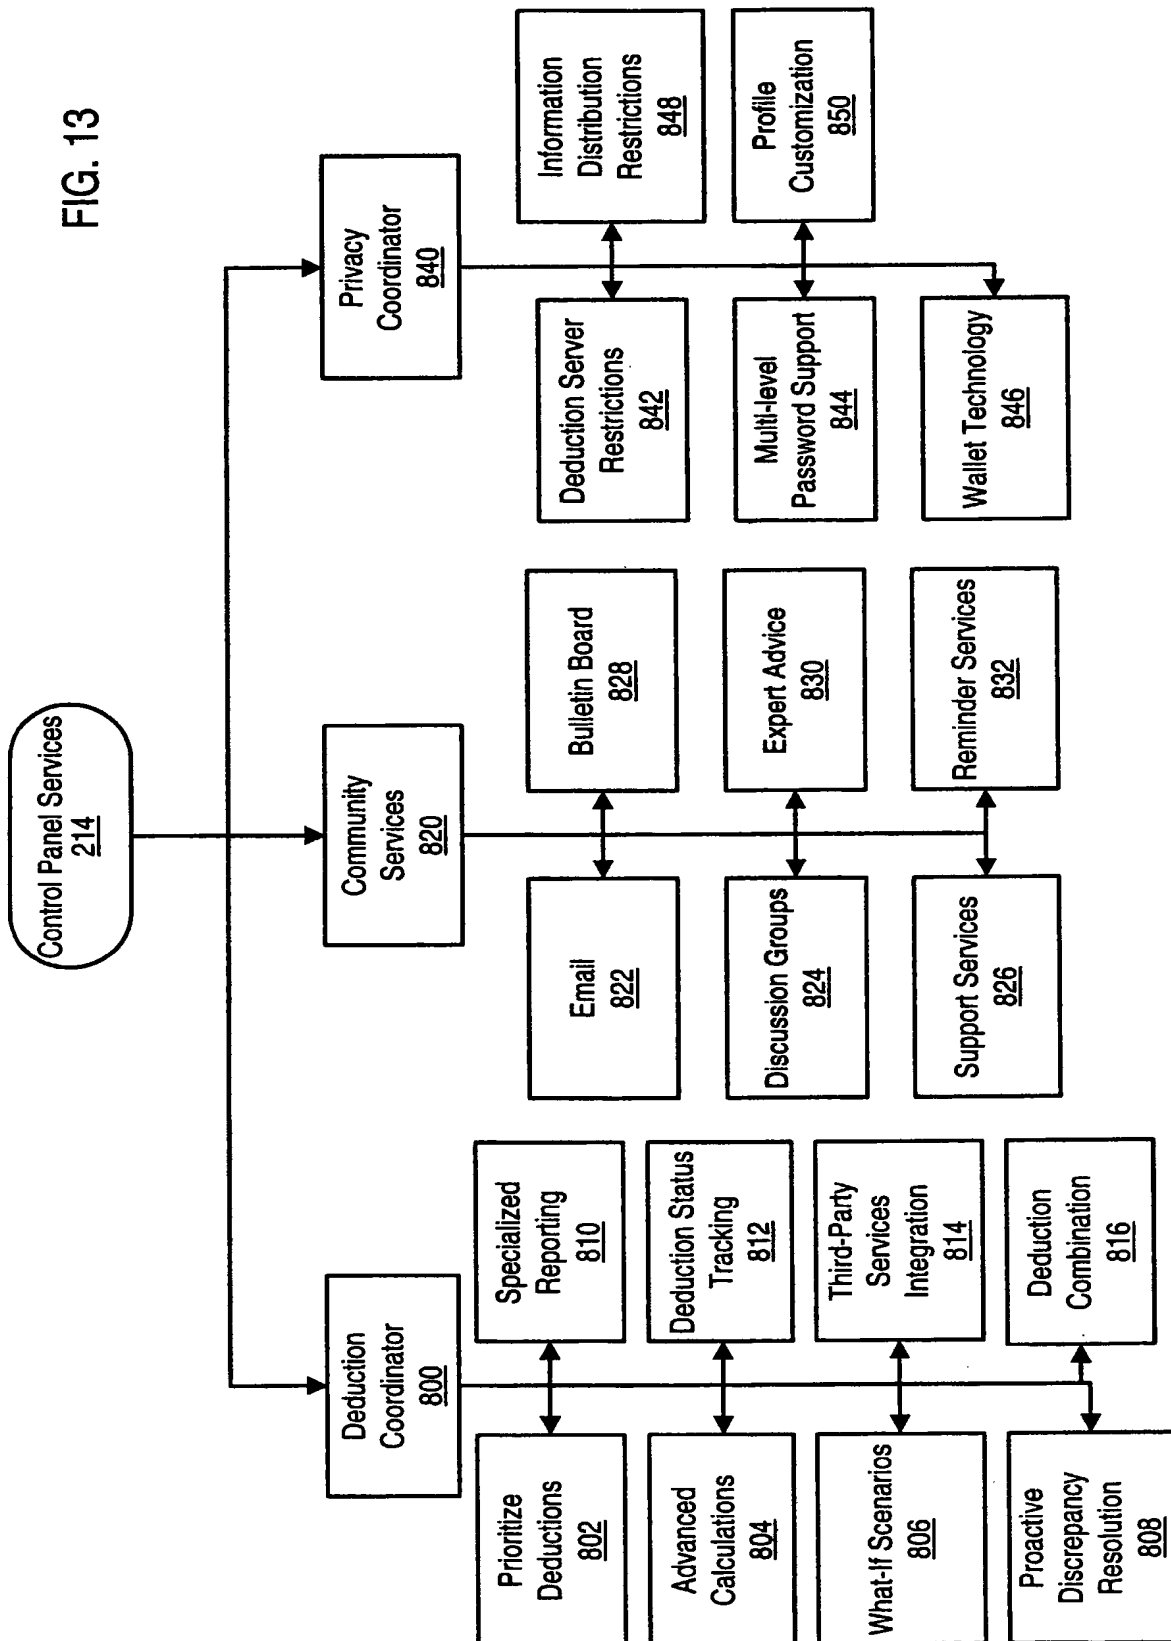 FIG. 13
Control Panel Services
214
Deduction
Coordinator
800
Prioritize
Deductions
802
Specialized
Reporting
810
Advanced
Calculations
804
Deduction Status
Tracking
812
What-If Scenarios
806
Third-Party
Services
Integration
814
Proactive
Discrepancy
Resolution
808
Deduction
Combination
816
Community
Services
820
Email
822
Bulletin Board
828
Discussion Groups
824
Expert Advice
830
Support Services
826
Reminder Services
832
Privacy
Coordinator
840
Deduction Server
Restrictions
842
Information
Distribution
Restrictions
848
Multi-level
Password Support
844
Profile
Customization
850
Wallet Technology
846